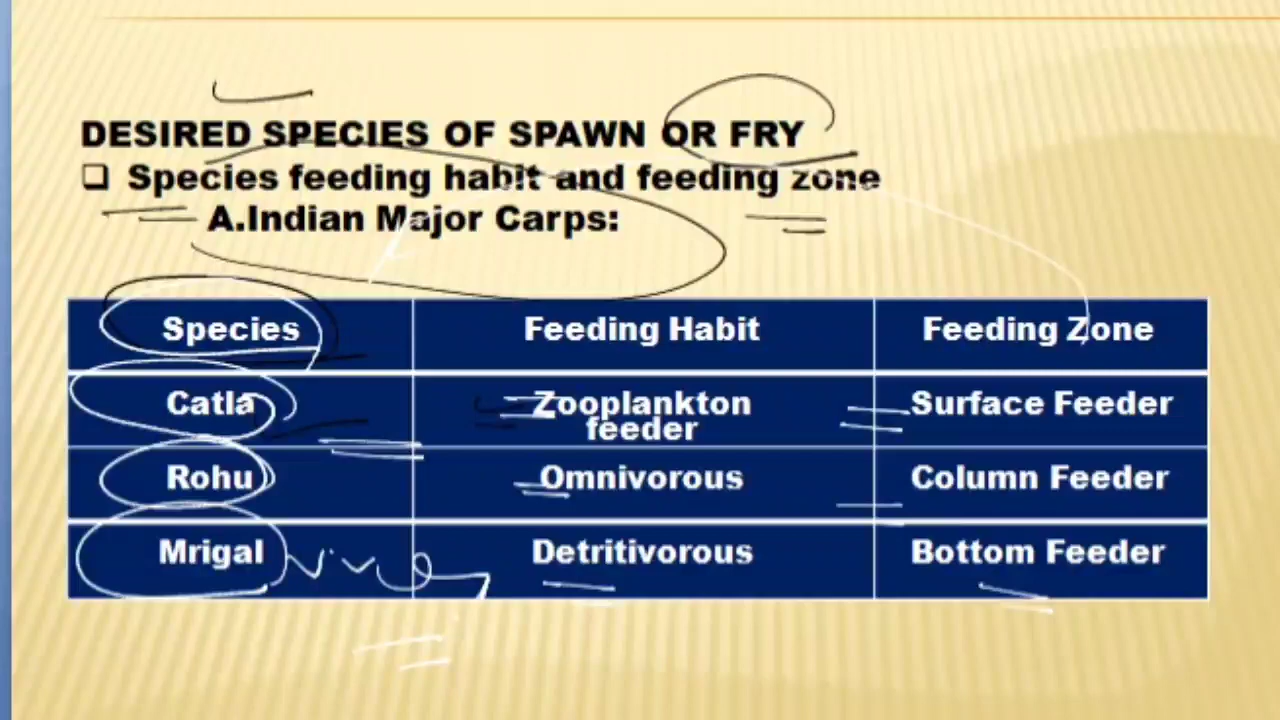 DESIRED SPECIES OF SPAWN OR FRY
❑ Species feeding habit and feeding zone
A.Indian Major Carps:
Species Feeding Habit Feeding Zone
Catla Zooplankton feeder Surface Feeder
Rohu Omnivorous Column Feeder
Mrigal Detritivorous Bottom Feeder